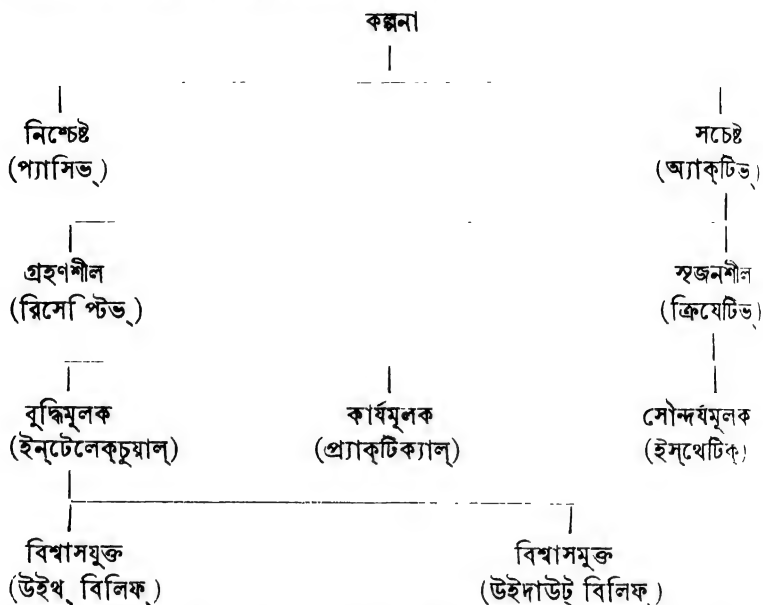 কল্পনা
নিশ্চেষ্ট সচেষ্ট
(প্যাসিভ্) (অ্যাক্‌টিভ্)
গ্রহণশীল সৃজনশীল
(রিসেপ্টিভ্) (ক্রিয়েটিভ্)
বুদ্ধিমূলক কার্যমূলক সৌন্দর্যমূলক
(ইন্‌টেলেক্‌চুয়াল্) (প্র্যাক্‌টিক্যাল্) (ইস্‌থেটিক্)
বিশ্বাসযুক্ত বিশ্বাসমুক্ত
(উইথ্ বিলিফ্) (উইদাউট্ বিলিফ্)